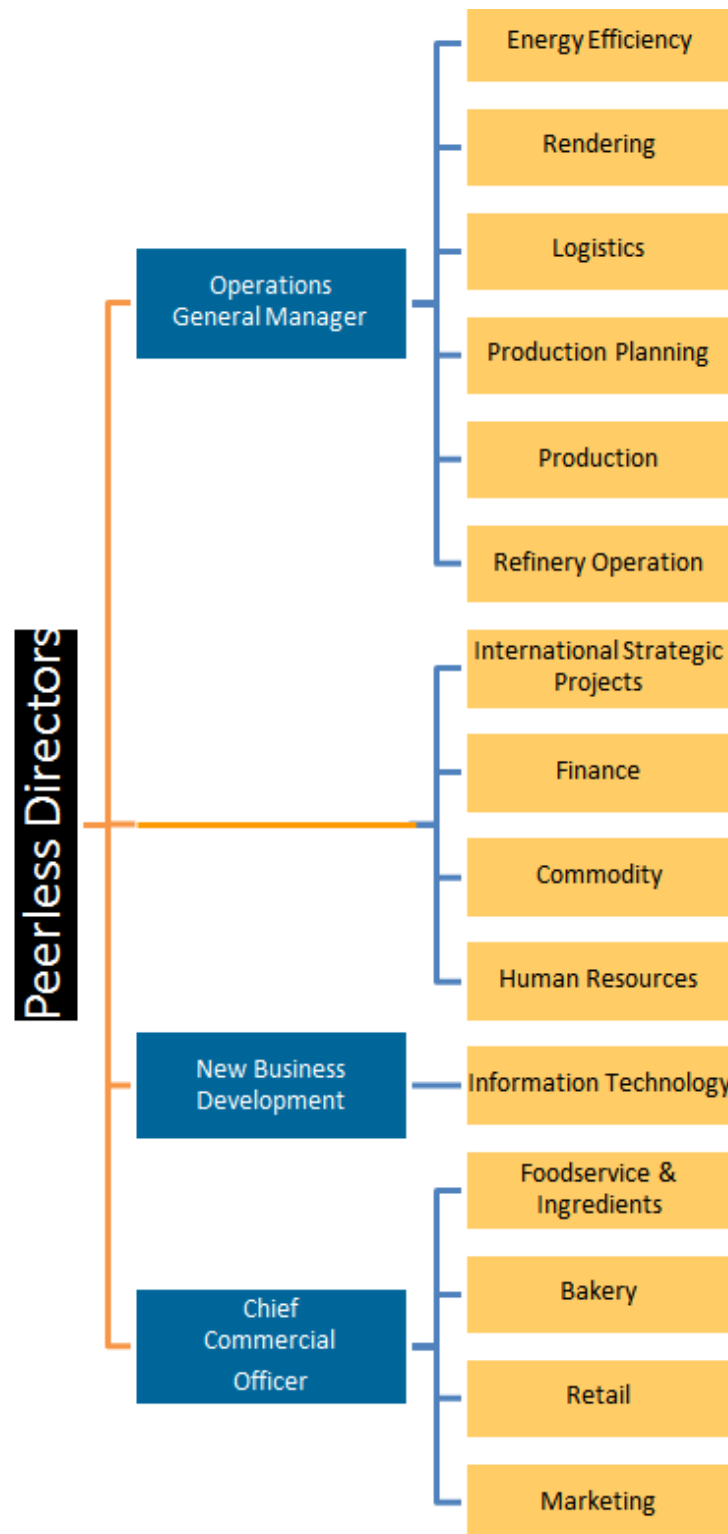 Peerless Directors
Operations
General Manager
Energy Efficiency
Rendering
Logistics
Production Planning
Production
Refinery Operation
International Strategic
Projects
Finance
Commodity
Human Resources
New Business
Development
Information Technology
Chief
Commercial
Officer
Foodservice &
Ingredients
Bakery
Retail
Marketing